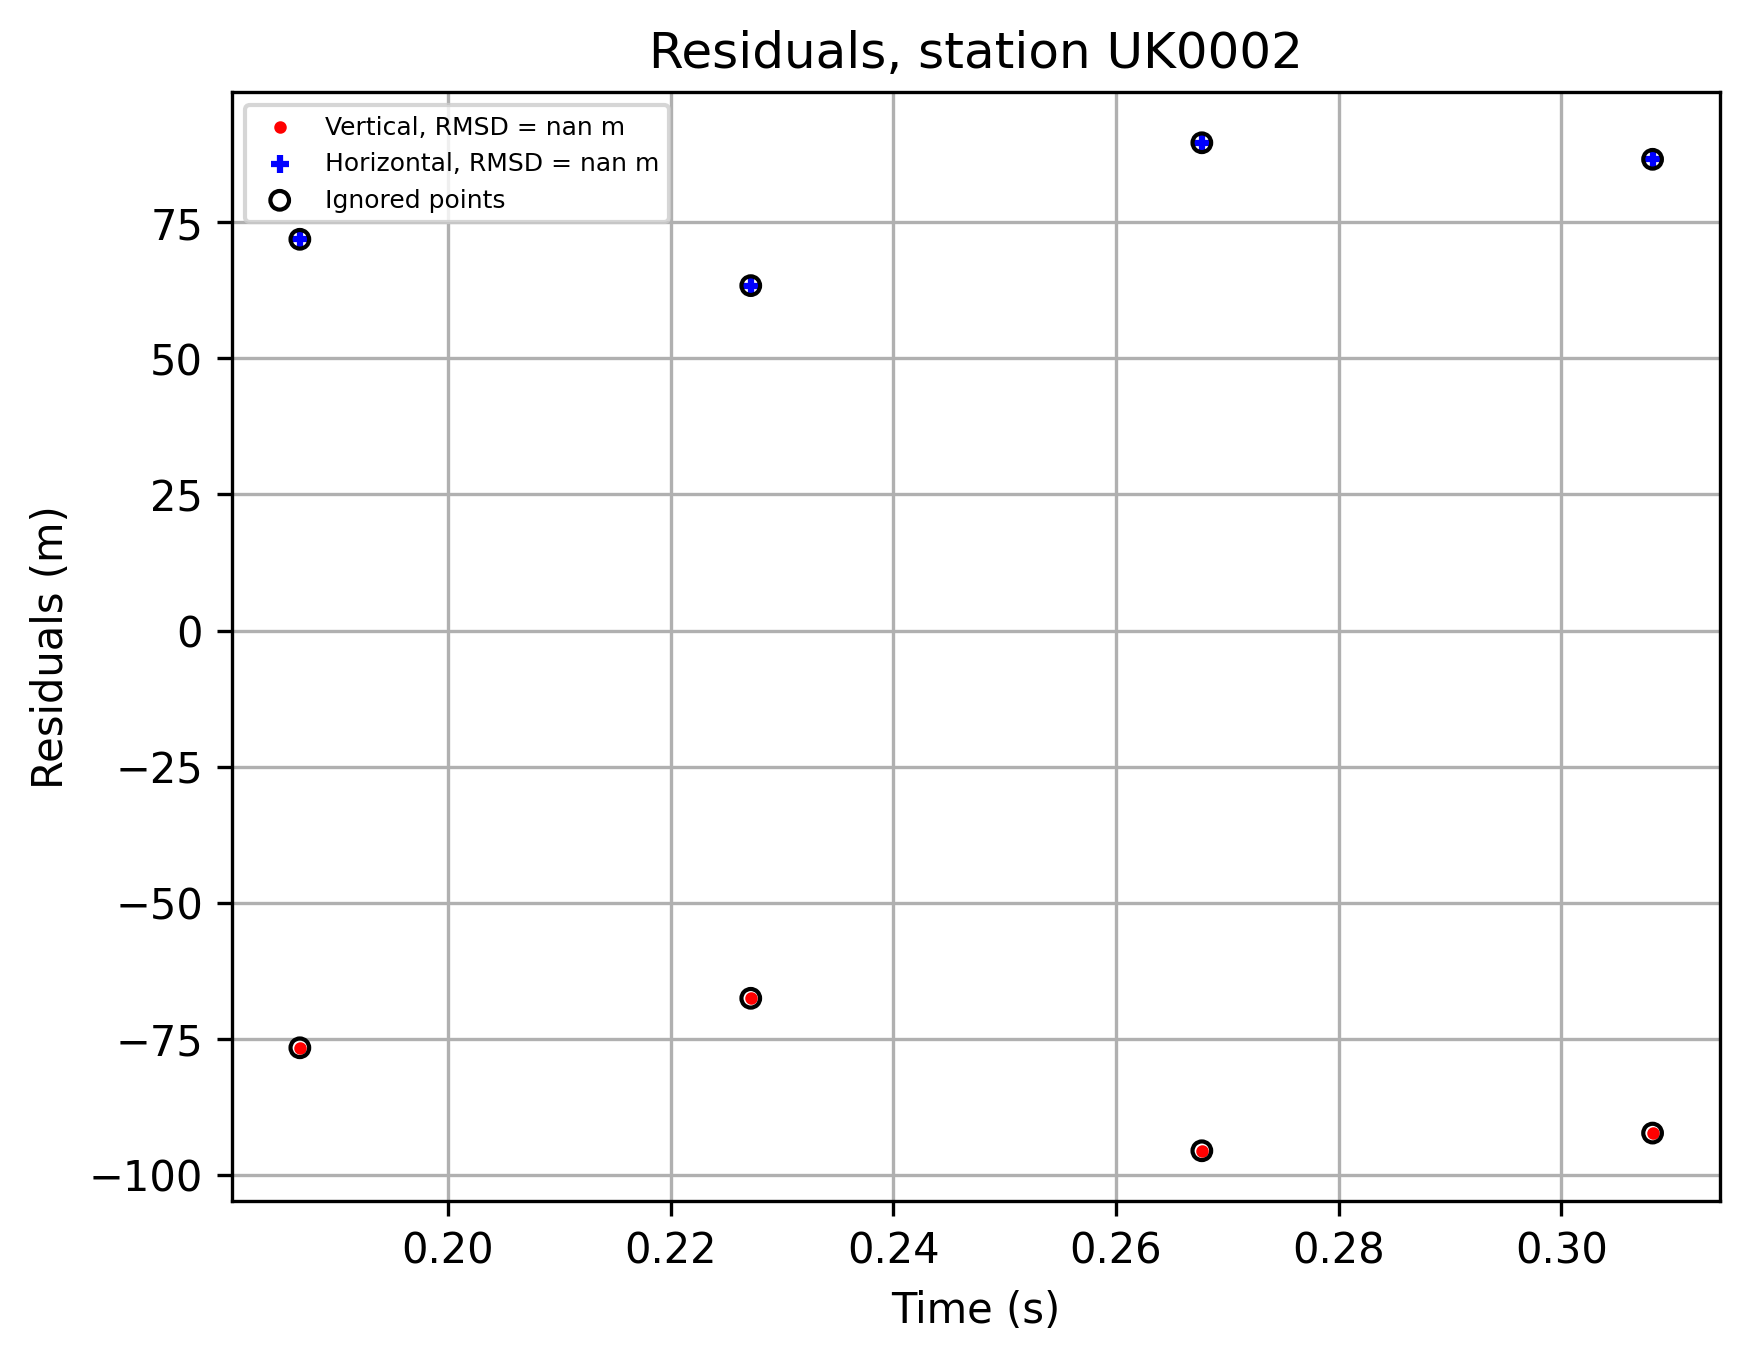 Residuals, station UK0002
Vertical, RMSD = nan m
Horizontal, RMSD = nan m
Ignored points
75
50
25
0
−25
−50
−75
−100
Residuals (m)
0.20 0.22 0.24 0.26 0.28 0.30
Time (s)